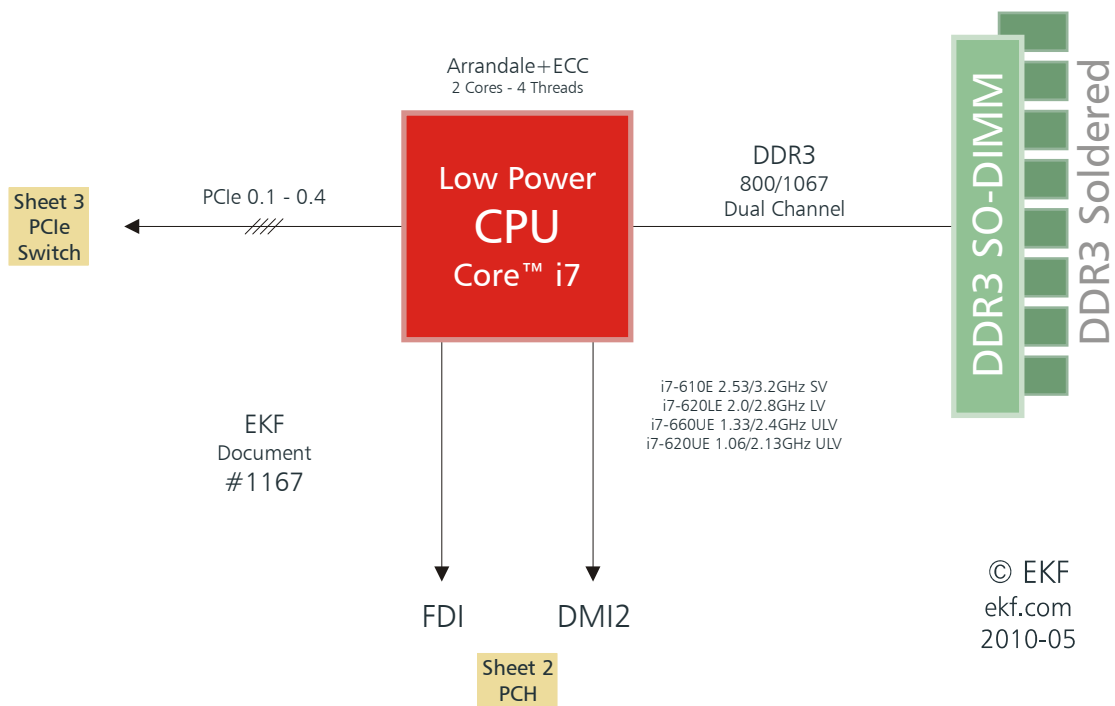 Arrandale+ECC
2 Cores - 4 Threads
Low Power
CPU
Core™ i7
Sheet 3
PCIe
Switch
PCIe 0.1 - 0.4
DDR3
800/1067
Dual Channel
DDR3 SO-DIMM
DDR3 Soldered
i7-610E 2.53/3.2GHz SV
i7-620LE 2.0/2.8GHz LV
i7-660UE 1.33/2.4GHz ULV
i7-620UE 1.06/2.13GHz ULV
EKF
Document
#1167
FDI
DMI2
Sheet 2
PCH
© EKF
ekf.com
2010-05